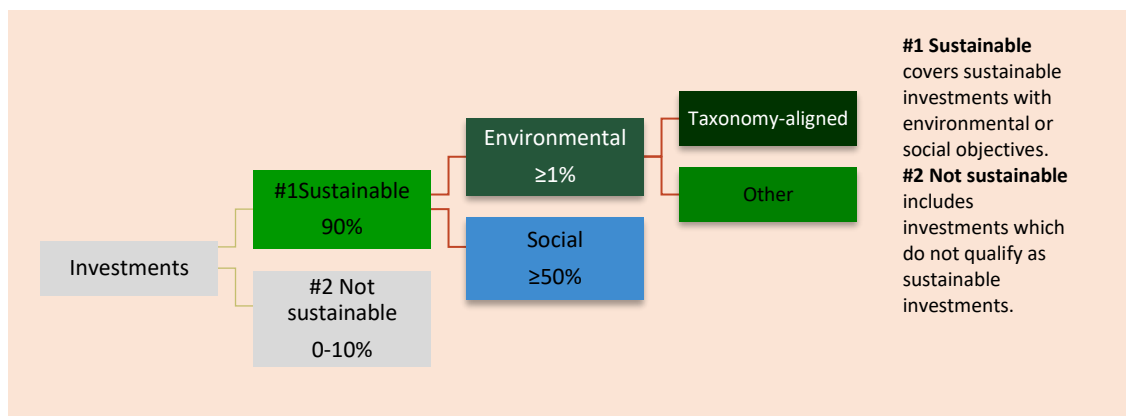 Investments
#1Sustainable
90%
#2 Not
sustainable
0-10%
Environmental
≥1%
Social
≥50%
Taxonomy-aligned
Other
#1 Sustainable
covers sustainable
investments with
environmental or
social objectives.
#2 Not sustainable
includes
investments which
do not qualify as
sustainable
investments.